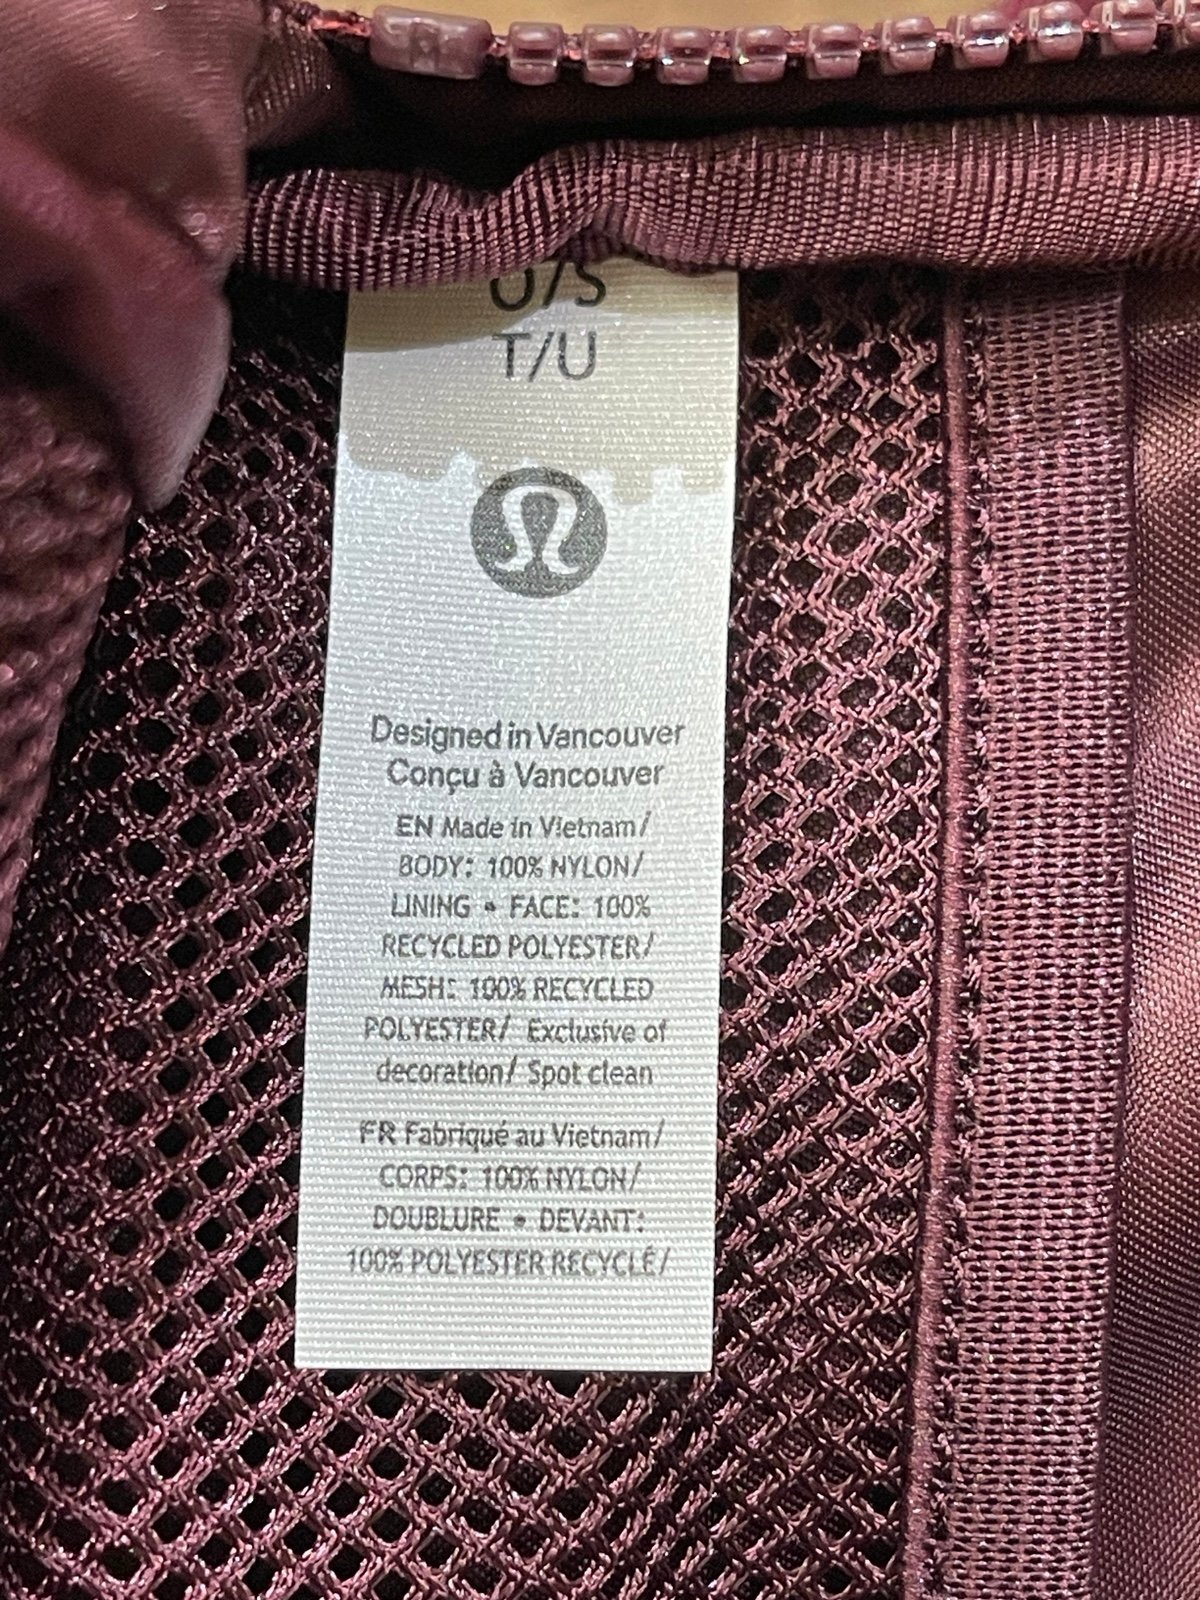 O/S
T/U
Designed in Vancouver
Conçu à Vancouver
EN Made in Vietnam/
BODY: 100% NYLON/
LINING • FACE: 100%
RECYCLED POLYESTER/
MESH: 100% RECYCLED
POLYESTER/ Exclusive of
decoration/ Spot clean
FR Fabriqué au Vietnam/
CORPS: 100% NYLON/
DOUBLURE • DEVANT:
100% POLYESTER RECYCLÉ/